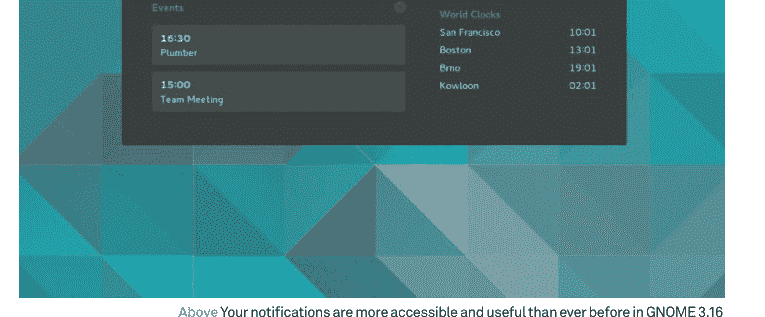 Events
16:30
Plumber
15:00
Team Meeting
World Clocks
San Francisco 10:01
Boston 13:01
Brno 19:01
Kowloon 02:01
Above Your notifications are more accessible and useful than ever before in GNOME 3.16